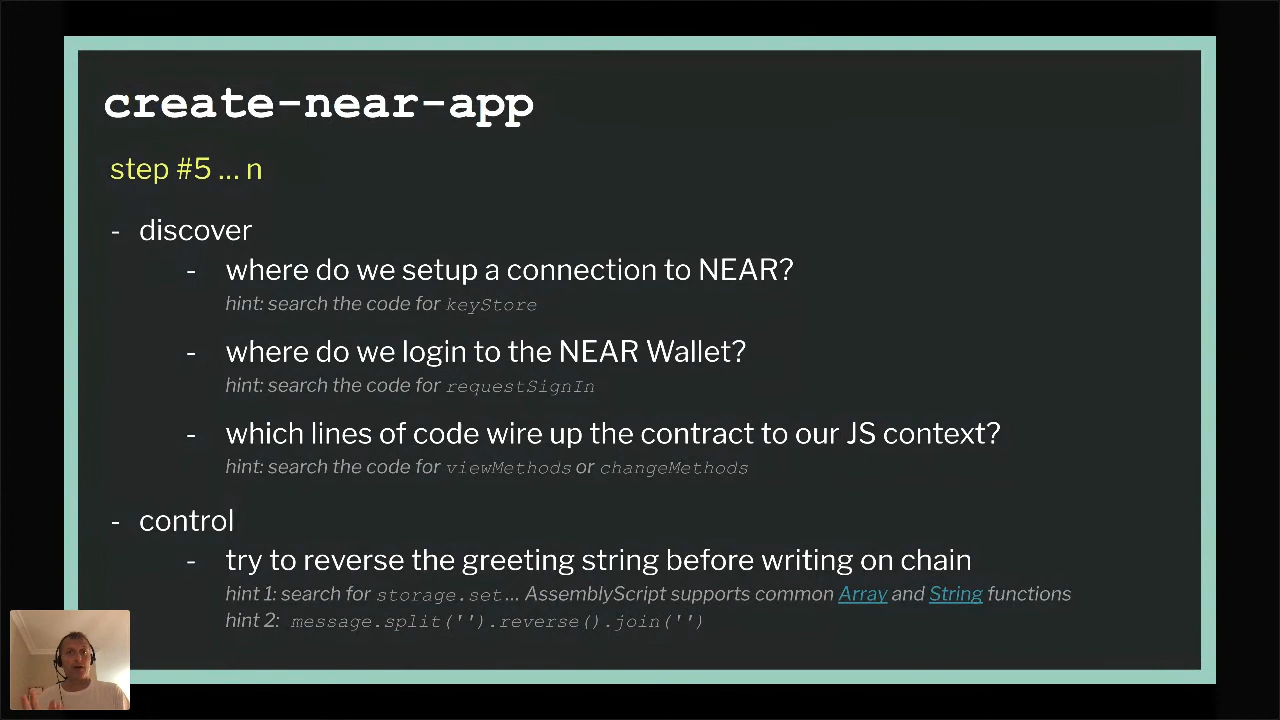 create-near-app
step #5 ... n
- discover
- where do we setup a connection to NEAR?
hint: search the code for keyStore
- where do we login to the NEAR Wallet?
hint: search the code for requestSignIn
- which lines of code wire up the contract to our JS context?
hint: search the code for viewMethods or changeMethods
- control
- try to reverse the greeting string before writing on chain
hint 1: search for storage.set... AssemblyScript supports common Array and String functions
hint 2: message.split('').reverse().join('')